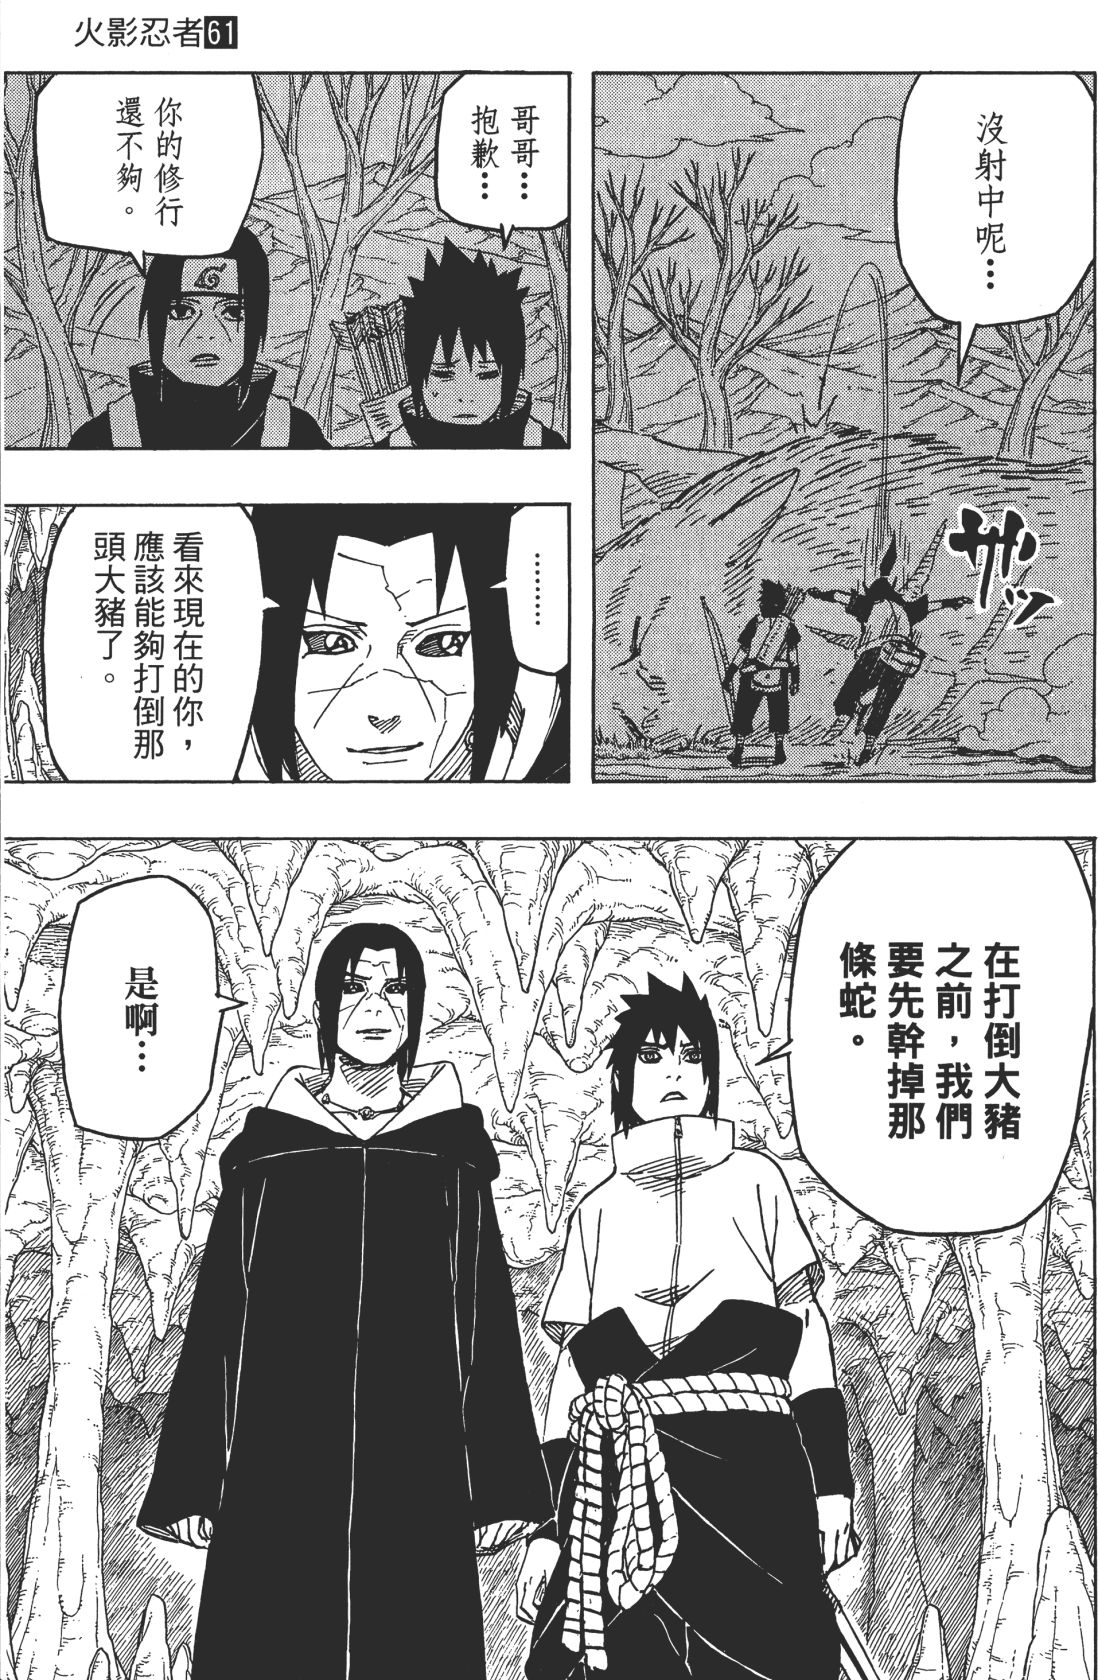 火影忍者61
沒射中呢…
ザッ
哥哥…
抱歉…
你的修行
還不夠。
………
看來現在的你，
應該能夠打倒那
頭大豬了。
在打倒大豬
之前，我們
要先幹掉那
條蛇。
是啊…